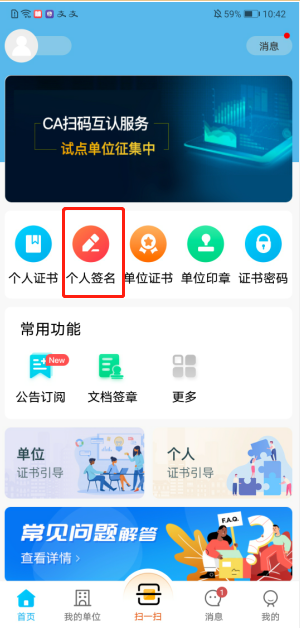 59% 10:42
消息
CA扫码互认服务
试点单位征集中
个人证书 个人签名 单位证书 单位印章 证书密码
常用功能
New
公告订阅 文档签章 更多
单位 个人
证书引导 证书引导
常见问题解答
查看详情 >
F.A.Q.
?
1
首页 我的单位 扫一扫 消息 我的